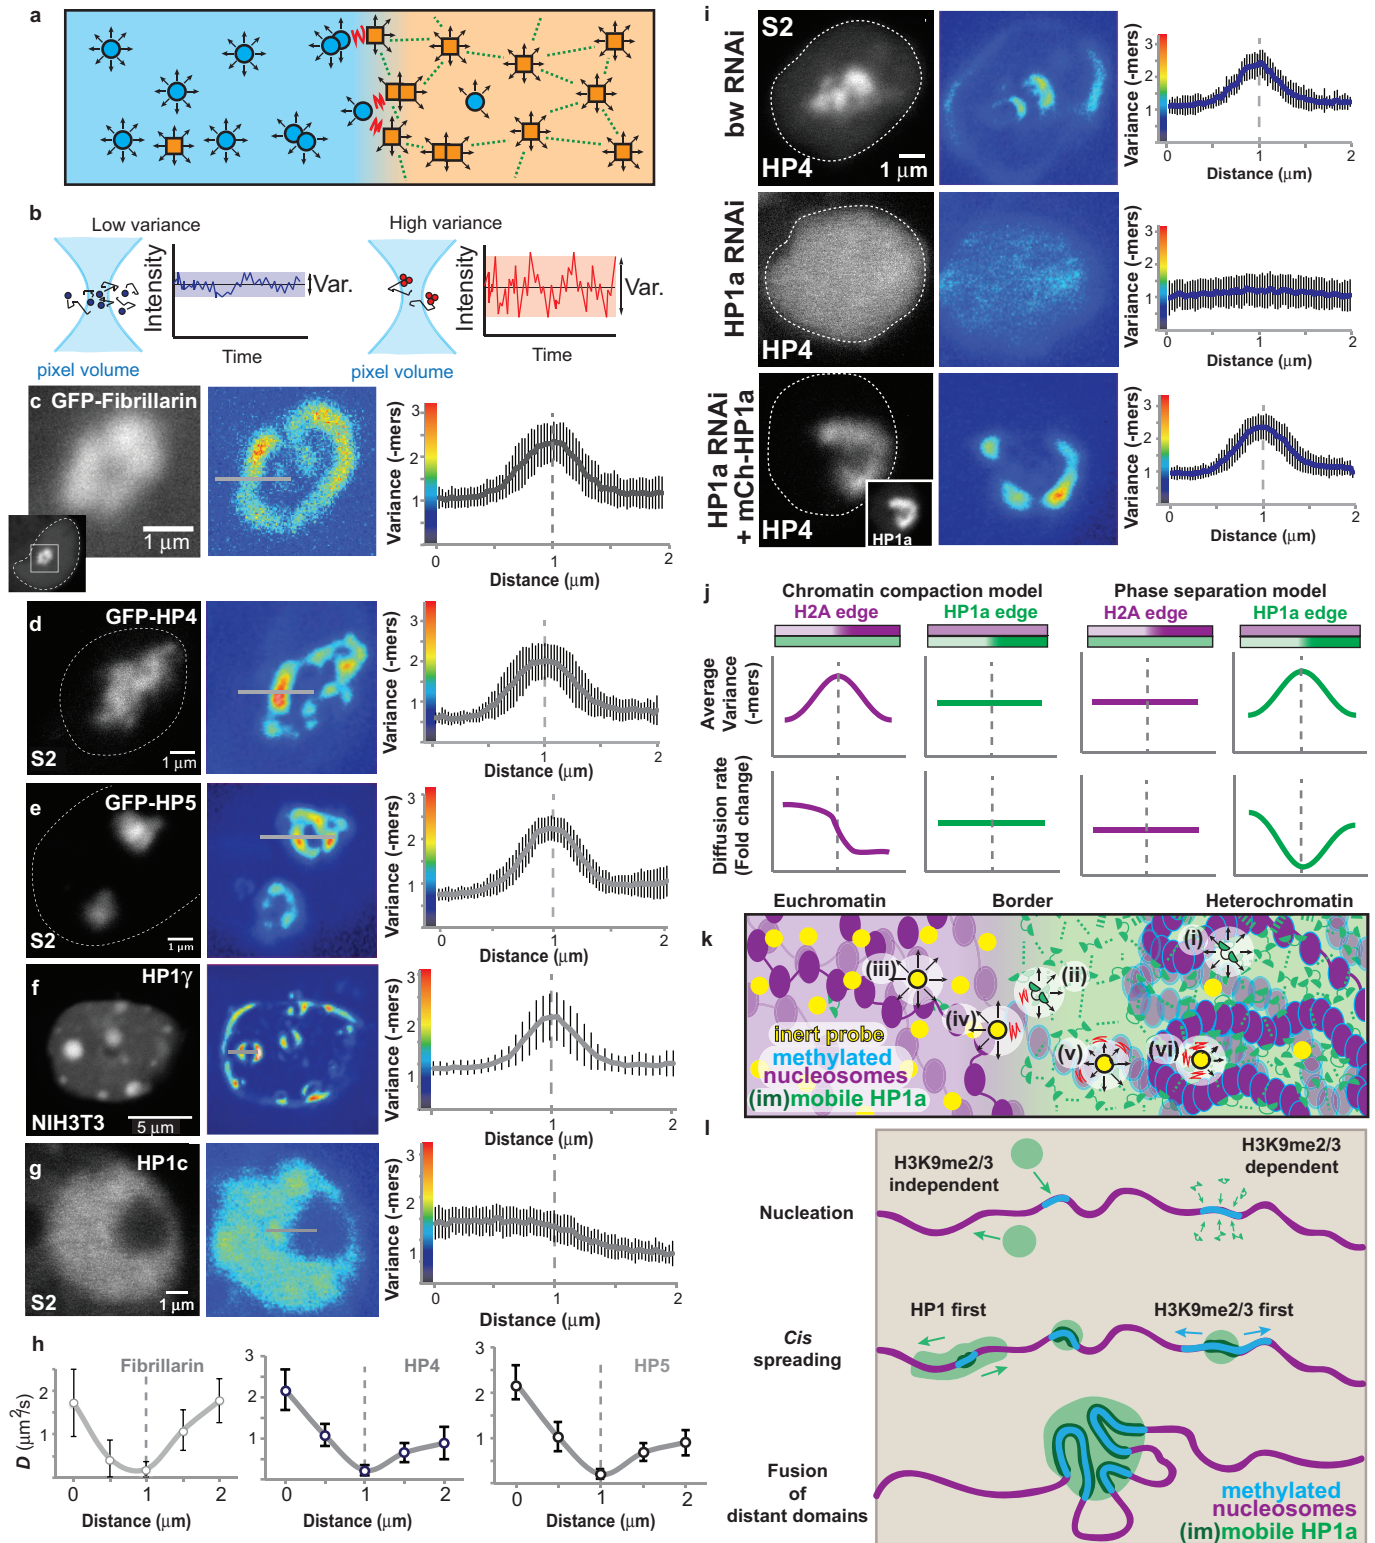 a
b
Low variance
Intensity
Var.
Time
pixel volume
High variance
Intensity
Var.
Time
pixel volume
c GFP-Fibrillarin
1 µm
Variance (-mers)
3
2
1
0
1
2
Distance (µm)
d
GFP-HP4
S2
1 µm
Variance (-mers)
3
2
1
0
1
2
Distance (µm)
e
GFP-HP5
S2
1 µm
Variance (-mers)
3
2
1
0
1
2
Distance (µm)
f
HP1γ
NIH3T3
5 µm
Variance (-mers)
3
2
1
0
1
2
Distance (µm)
g
HP1c
S2
1 µm
Variance (-mers)
3
2
1
0
1
2
Distance (µm)
h
Fibrillarin
D (µm²/s)
2
1
0
1
2
Distance (µm)
HP4
3
2
1
0
1
2
Distance (µm)
HP5
3
2
1
0
1
2
Distance (µm)
i
bw RNAi
S2
HP4
1 µm
Variance (-mers)
3
2
1
0
1
2
Distance (µm)
HP1a RNAi
HP4
Variance (-mers)
3
2
1
0
1
2
Distance (µm)
HP1a RNAi
+ mCh-HP1a
HP4
HP1a
Variance (-mers)
3
2
1
0
1
2
Distance (µm)
j
Chromatin compaction model
H2A edge
HP1a edge
Phase separation model
H2A edge
HP1a edge
Average
Variance
(-mers)
Diffusion rate
(Fold change)
k
Euchromatin
Border
Heterochromatin
(i)
(ii)
(iii)
(iv)
(v)
(vi)
inert probe
methylated
nucleosomes
(im)mobile HP1a
l
Nucleation
H3K9me2/3
independent
H3K9me2/3
dependent
Cis
spreading
HP1 first
H3K9me2/3 first
Fusion
of
distant domains
methylated
nucleosomes
(im)mobile HP1a